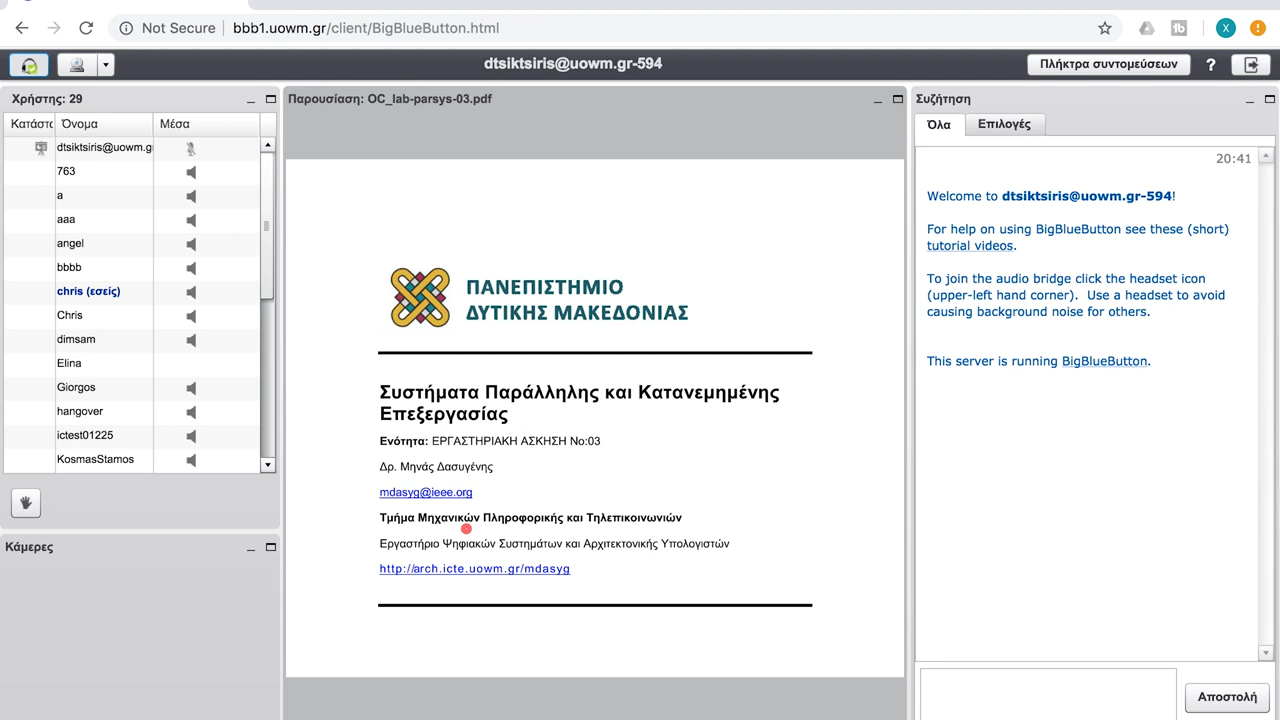 Not Secure
bbb1.uowm.gr/client/BigBlueButton.html
X
dtsiktsiris@uowm.gr-594
Πλήκτρα συντομεύσεων
?
Χρήστης: 29
Κατάστα Όνομα Μέσα
dtsiktsiris@uowm.g
763
a
aaa
angel
bbbb
chris (εσείς)
Chris
dimsam
Elina
Giorgos
hangover
ictest01225
KosmasStamos
Κάμερες
Παρουσίαση: OC_lab-parsys-03.pdf
ΠΑΝΕΠΙΣΤΗΜΙΟ
ΔΥΤΙΚΗΣ ΜΑΚΕΔΟΝΙΑΣ
Συστήματα Παράλληλης και Κατανεμημένης
Επεξεργασίας
Ενότητα: ΕΡΓΑΣΤΗΡΙΑΚΗ ΑΣΚΗΣΗ Νο:03
Δρ. Μηνάς Δασυγένης
mdasyg@ieee.org
Τμήμα Μηχανικών Πληροφορικής και Τηλεπικοινωνιών
Εργαστήριο Ψηφιακών Συστημάτων και Αρχιτεκτονικής Υπολογιστών
http://arch.icte.uowm.gr/mdasyg
Συζήτηση
Όλα Επιλογές
20:41
Welcome to dtsiktsiris@uowm.gr-594!
For help on using BigBlueButton see these (short)
tutorial videos.
To join the audio bridge click the headset icon
(upper-left hand corner). Use a headset to avoid
causing background noise for others.
This server is running BigBlueButton.
Αποστολή